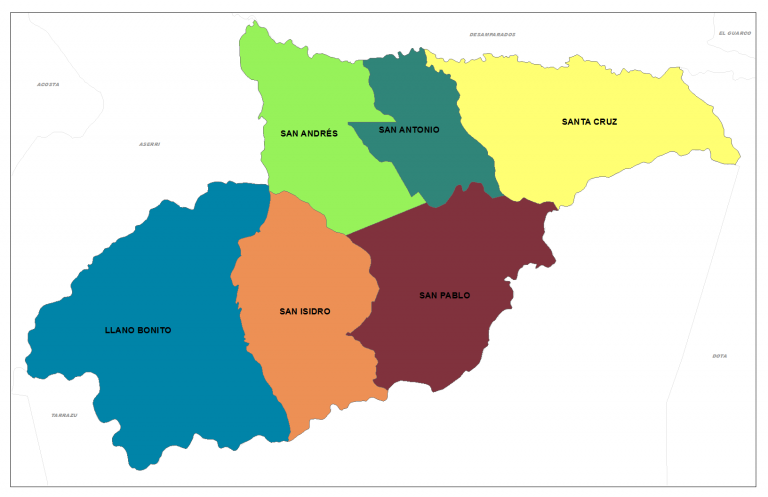 DESAMPARADOS
EL GUARCO
ACOSTA
SANTA CRUZ
SAN ANTONIO
SAN ANDRÉS
ASERRI
SAN PABLO
SAN ISIDRO
LLANO BONITO
DOTA
TARRAZU